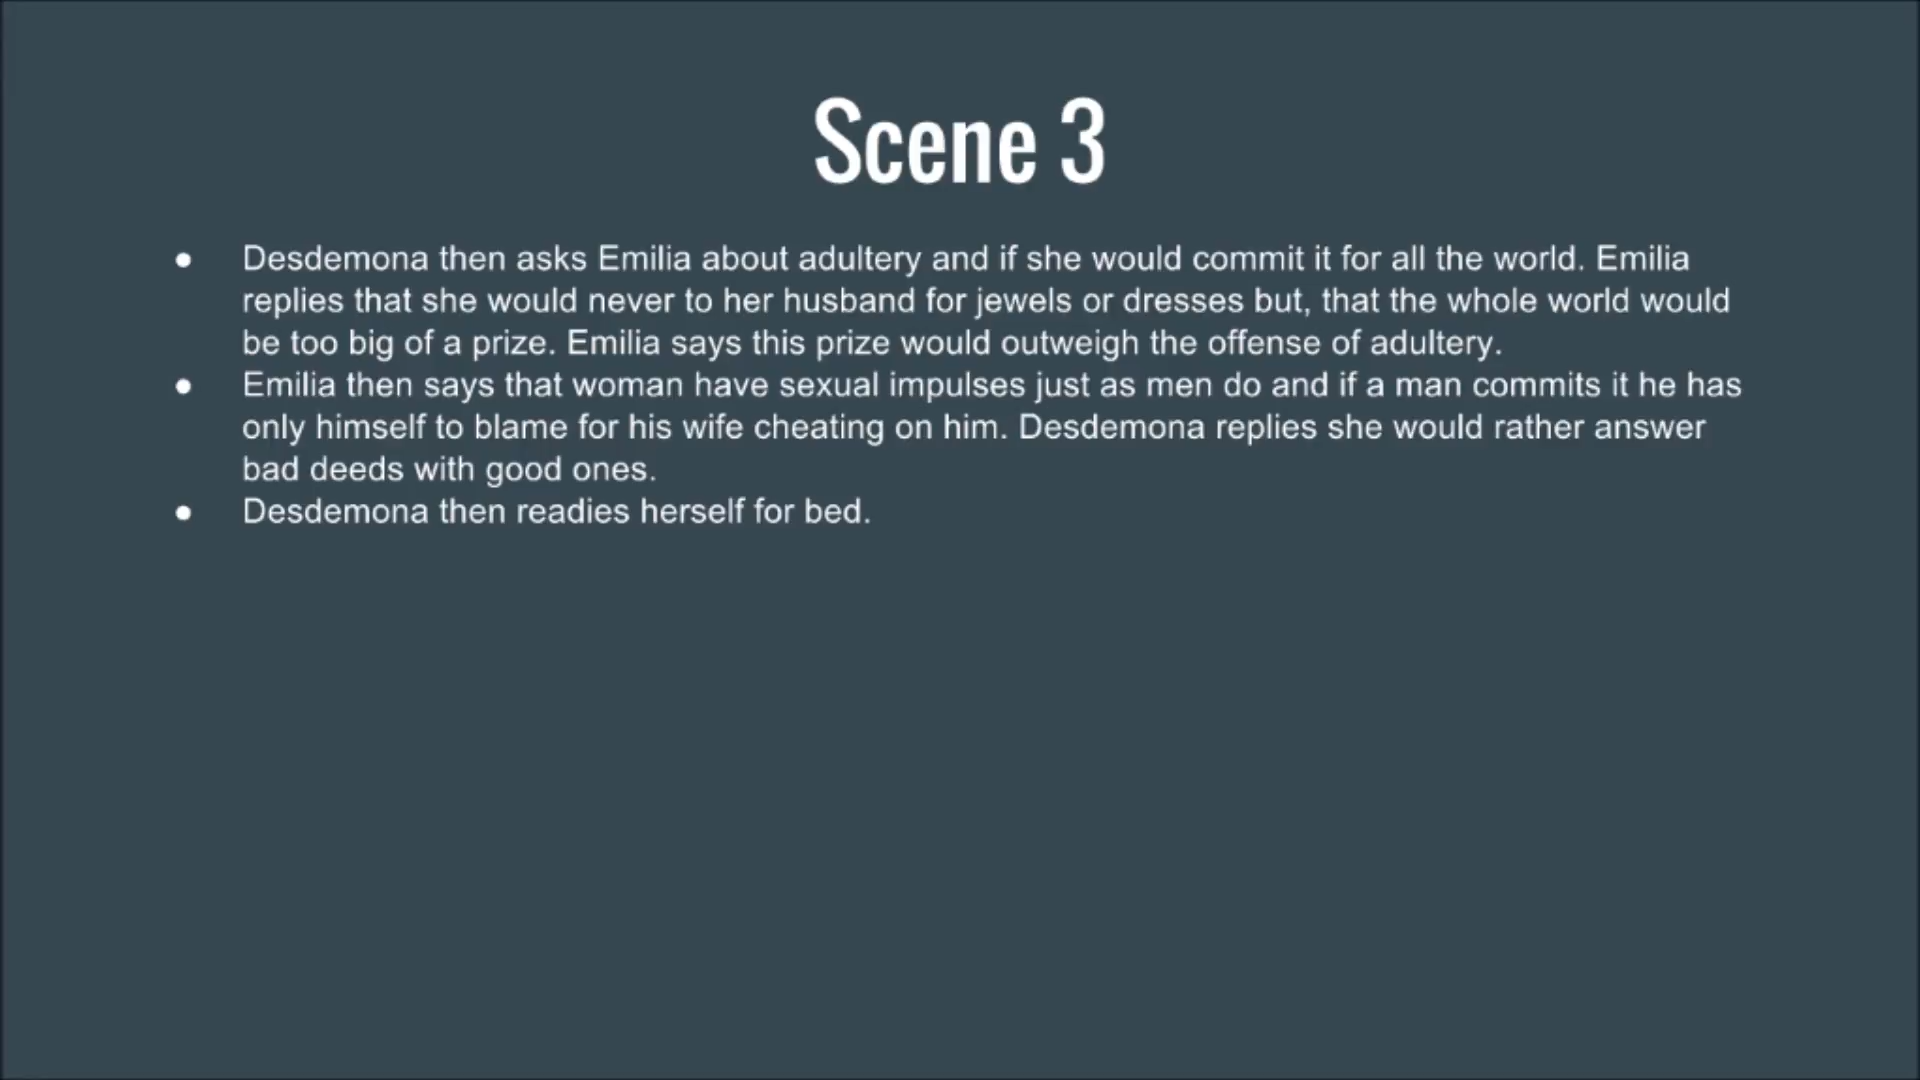 Scene 3
● Desdemona then asks Emilia about adultery and if she would commit it for all the world. Emilia
replies that she would never to her husband for jewels or dresses but, that the whole world would
be too big of a prize. Emilia says this prize would outweigh the offense of adultery.
● Emilia then says that woman have sexual impulses just as men do and if a man commits it he has
only himself to blame for his wife cheating on him. Desdemona replies she would rather answer
bad deeds with good ones.
● Desdemona then readies herself for bed.